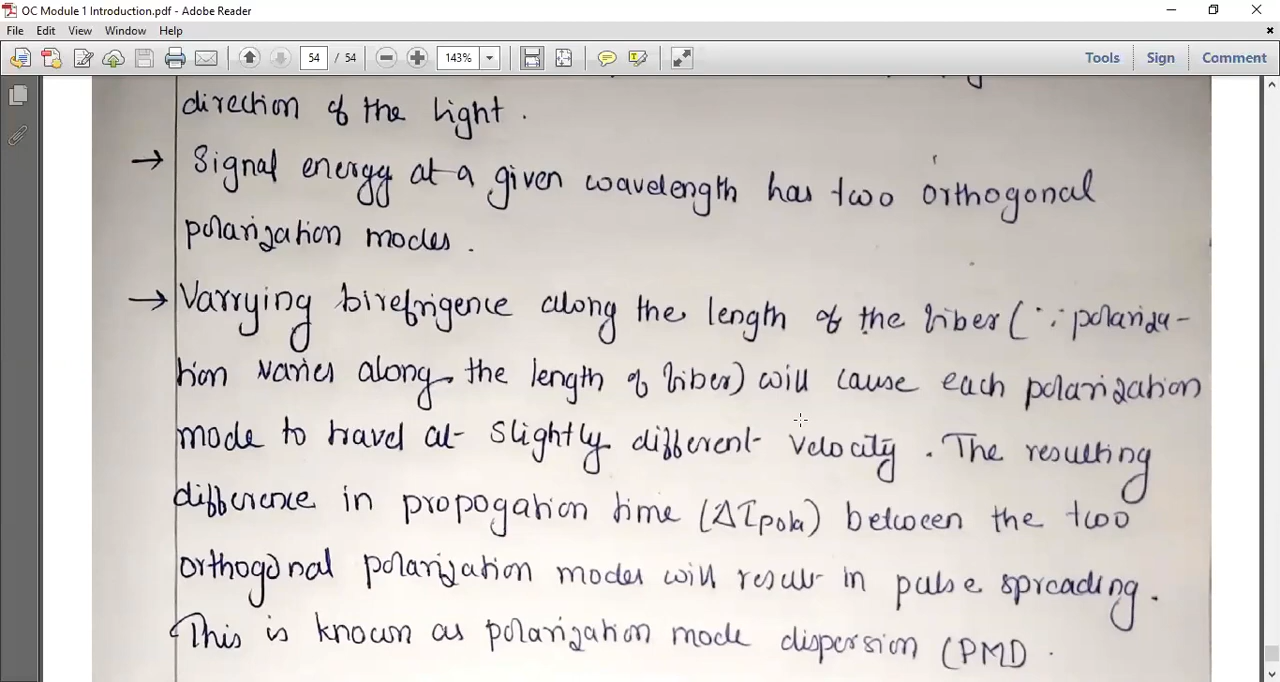 OC Module 1 Introduction.pdf - Adobe Reader
File Edit View Window Help
54 / 54 143% Tools Sign Comment
direction of the light .
→ Signal energy at a given wavelength has two orthogonal
polarization modes .
→ Varrying birefrigence along the length of the fiber ( ∵ polariza-
tion varies along the length of fiber) will cause each polarization
mode to travel at slightly different velocity . The resulting
difference in propogation time (ΔTpola) between the two
orthogonal polarization modes will result in pulse spreading .
This is known as polarization mode dispersion (PMD